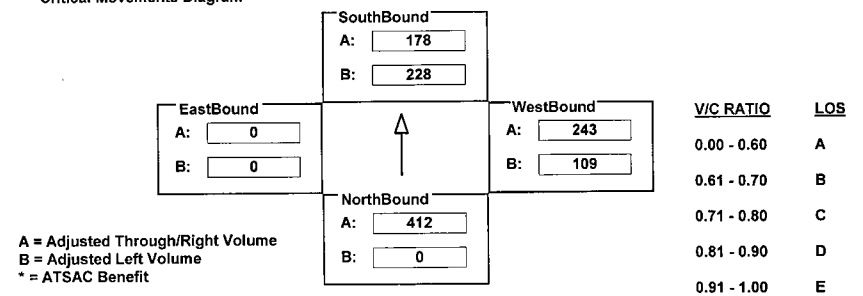 Critical Movements Diagram
SouthBound
A: 178
B: 228
EastBound
A: 0
B: 0
WestBound
A: 243
B: 109
NorthBound
A: 412
B: 0
A = Adjusted Through/Right Volume
B = Adjusted Left Volume
* = ATSAC Benefit
V/C RATIO LOS
0.00 - 0.60 A
0.61 - 0.70 B
0.71 - 0.80 C
0.81 - 0.90 D
0.91 - 1.00 E